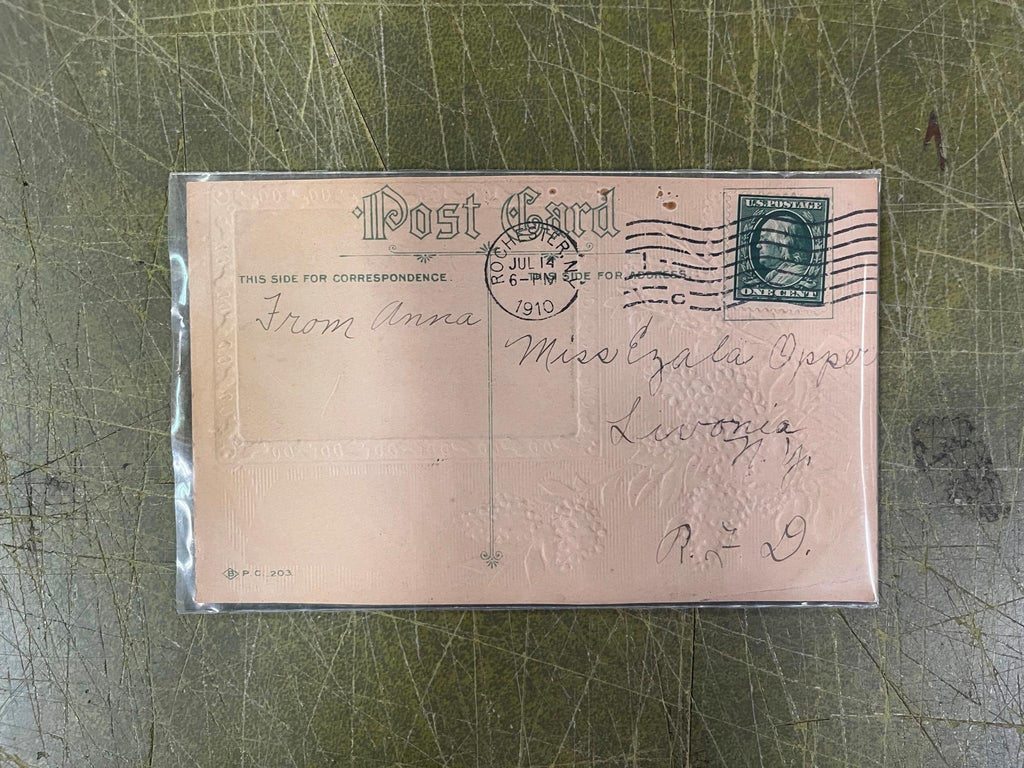 Post Card
THIS SIDE FOR CORRESPONDENCE.
THIS SIDE FOR ADDRESS.
ROCHESTER, N.Y.
JUL 14
6-PM
1910
C
U.S. POSTAGE
ONE CENT
From Anna
Miss Ezala Opper
Livonia
N. Y.
R. F. D.
B P. C. 203.